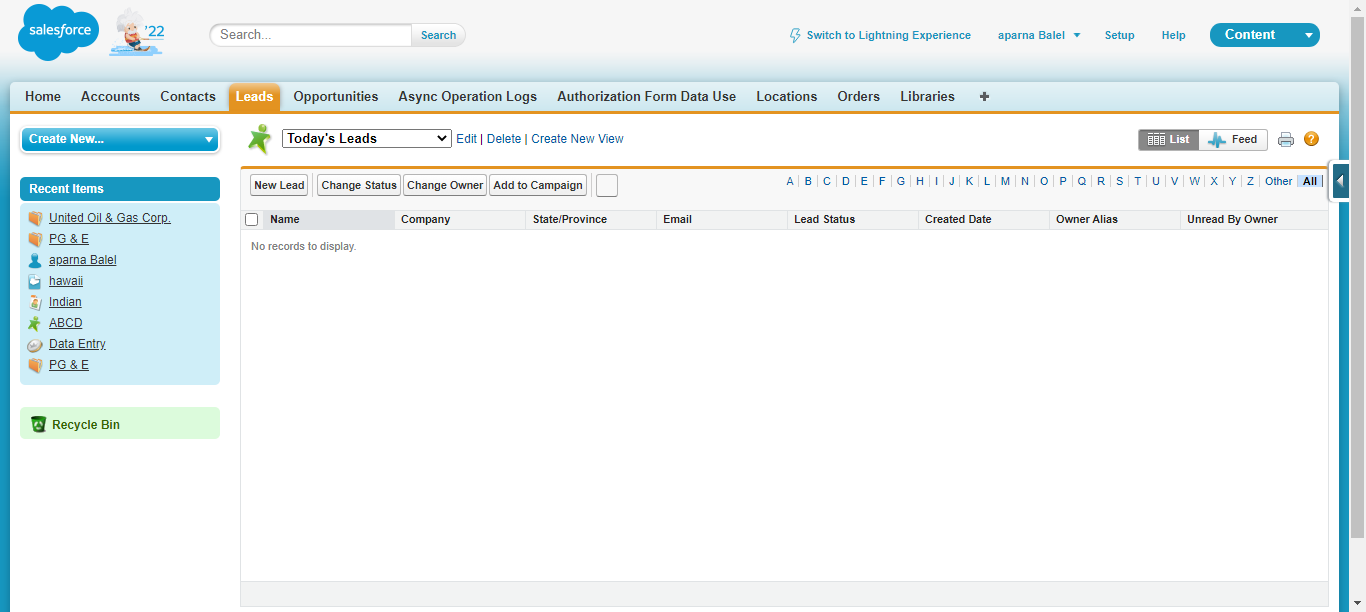 salesforce
'22
Search...
Search
Switch to Lightning Experience
aparna Balel
Setup
Help
Content
Home Accounts Contacts Leads Opportunities Async Operation Logs Authorization Form Data Use Locations Orders Libraries +
Create New...
Today's Leads
Edit | Delete | Create New View
List
Feed
?
Recent Items
United Oil & Gas Corp.
PG & E
aparna Balel
hawaii
Indian
ABCD
Data Entry
PG & E
Recycle Bin
New Lead Change Status Change Owner Add to Campaign
A | B | C | D | E | F | G | H | I | J | K | L | M | N | O | P | Q | R | S | T | U | V | W | X | Y | Z | Other | All |
Name Company State/Province Email Lead Status Created Date Owner Alias Unread By Owner
No records to display.